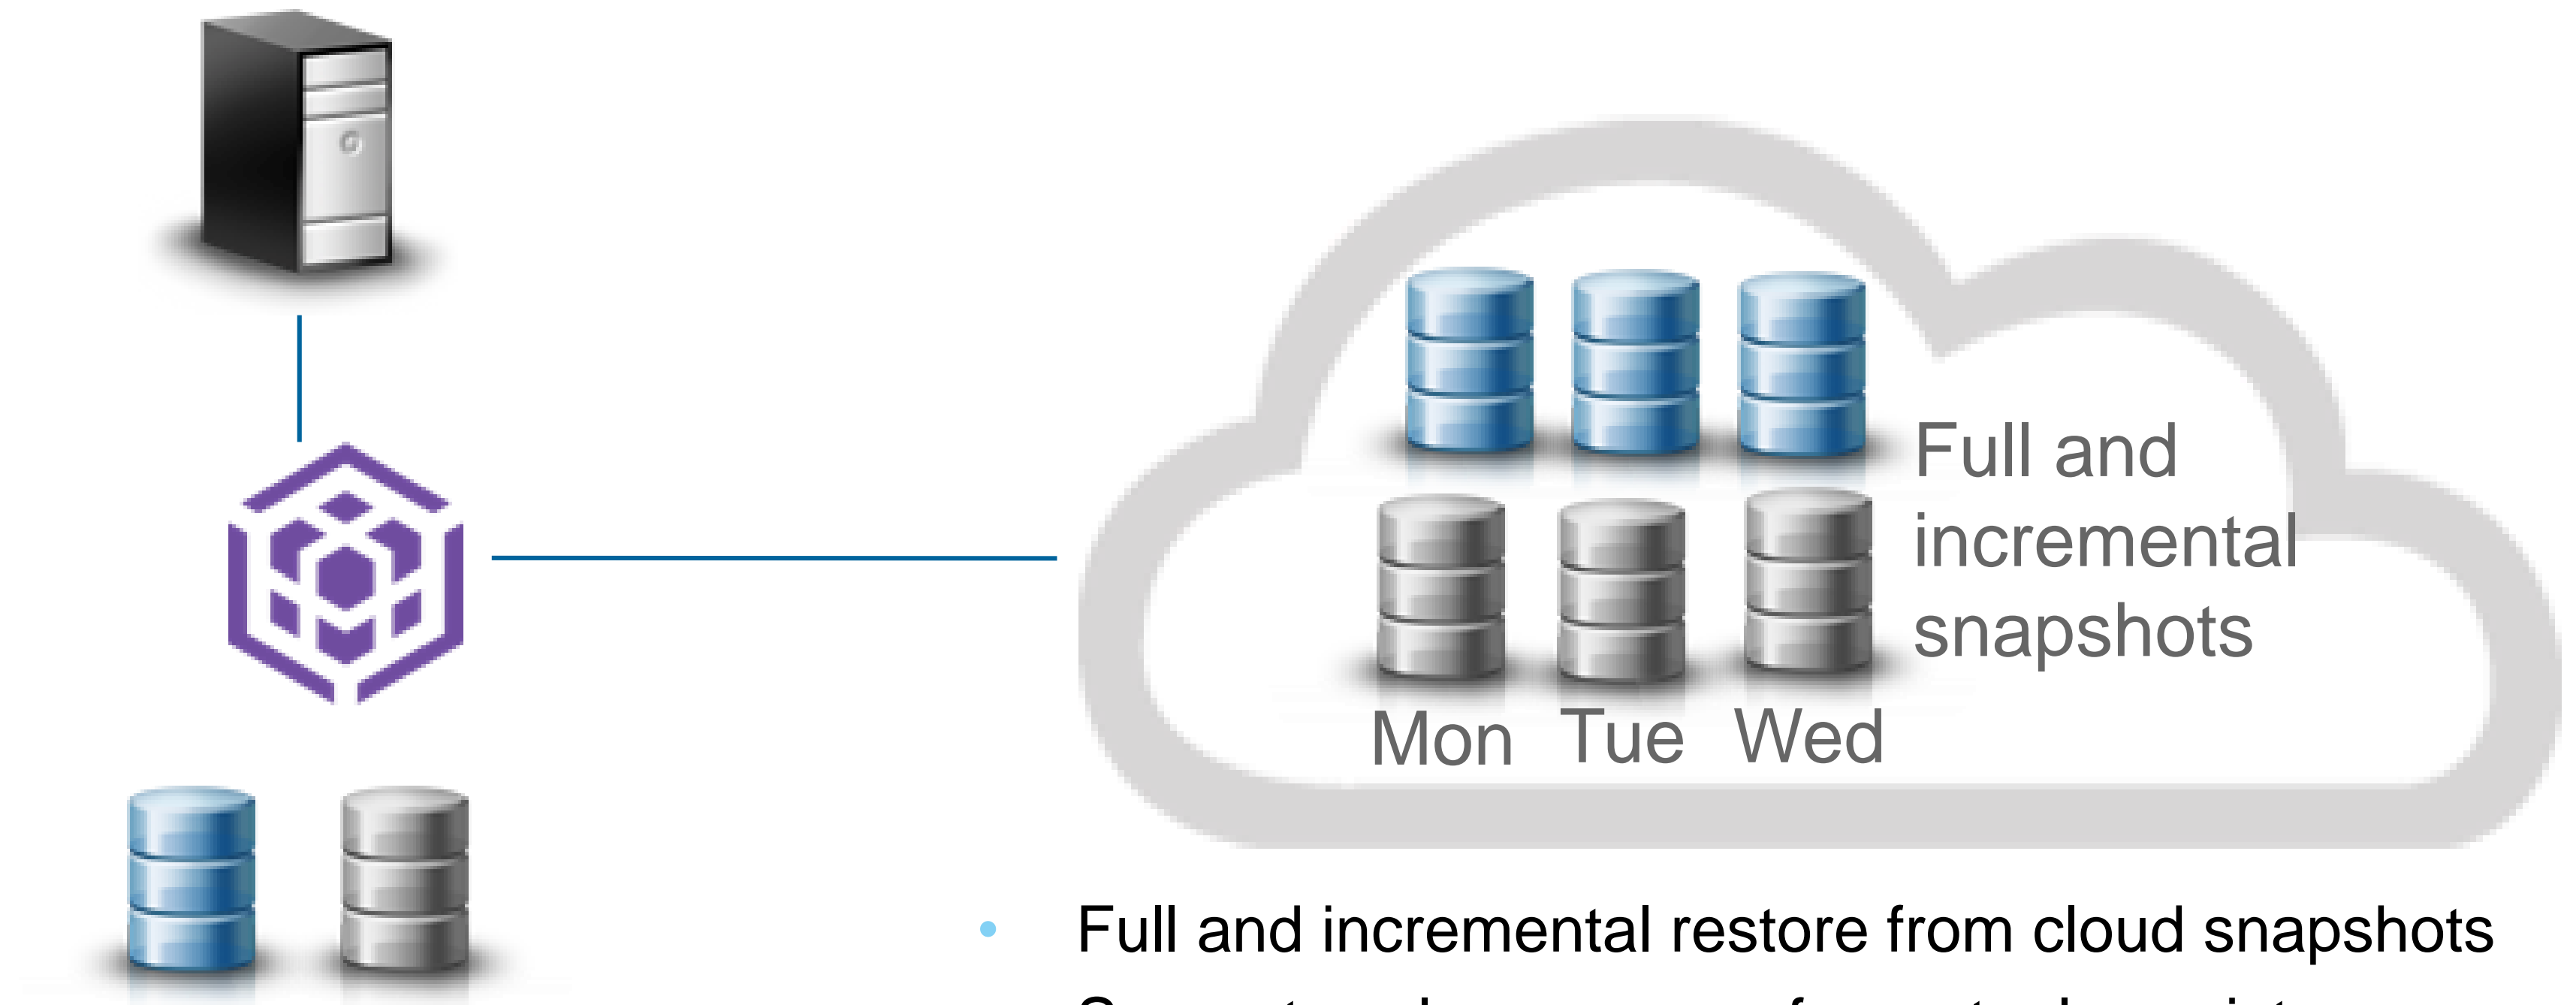 Full and
incremental
snapshots
Mon Tue Wed
• Full and incremental restore from cloud snapshots